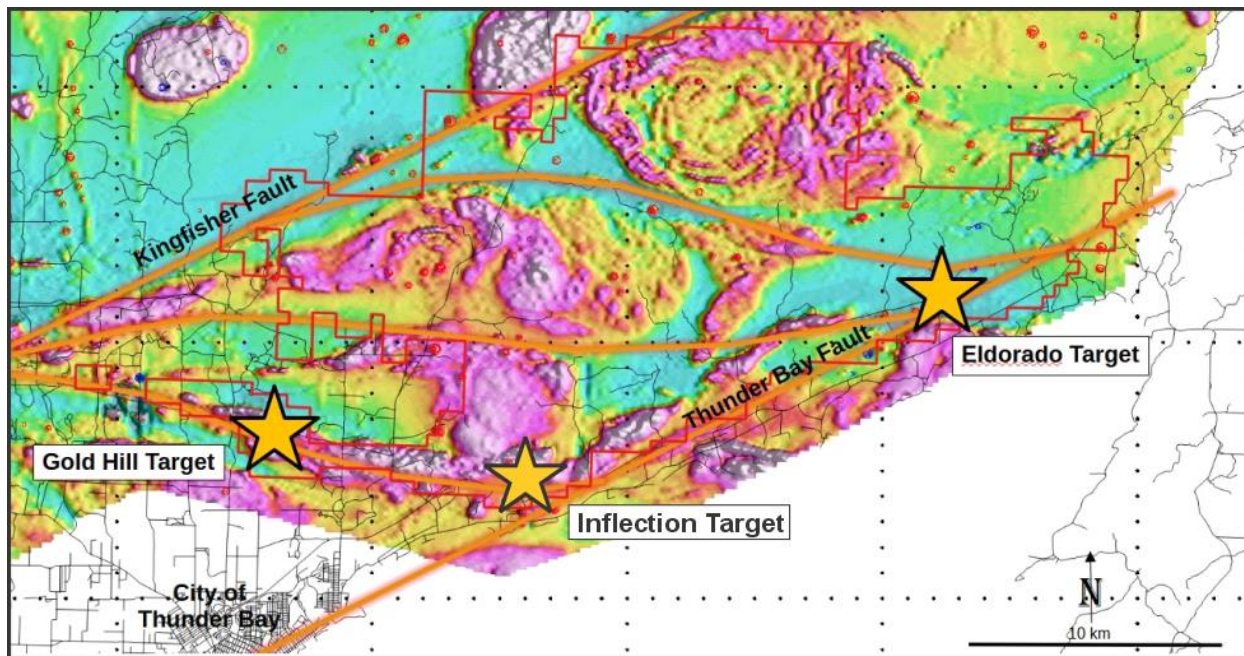 Kingfisher Fault
Thunder Bay Fault
Eldorado Target
Gold Hill Target
Inflection Target
City of
Thunder Bay
N
10 km